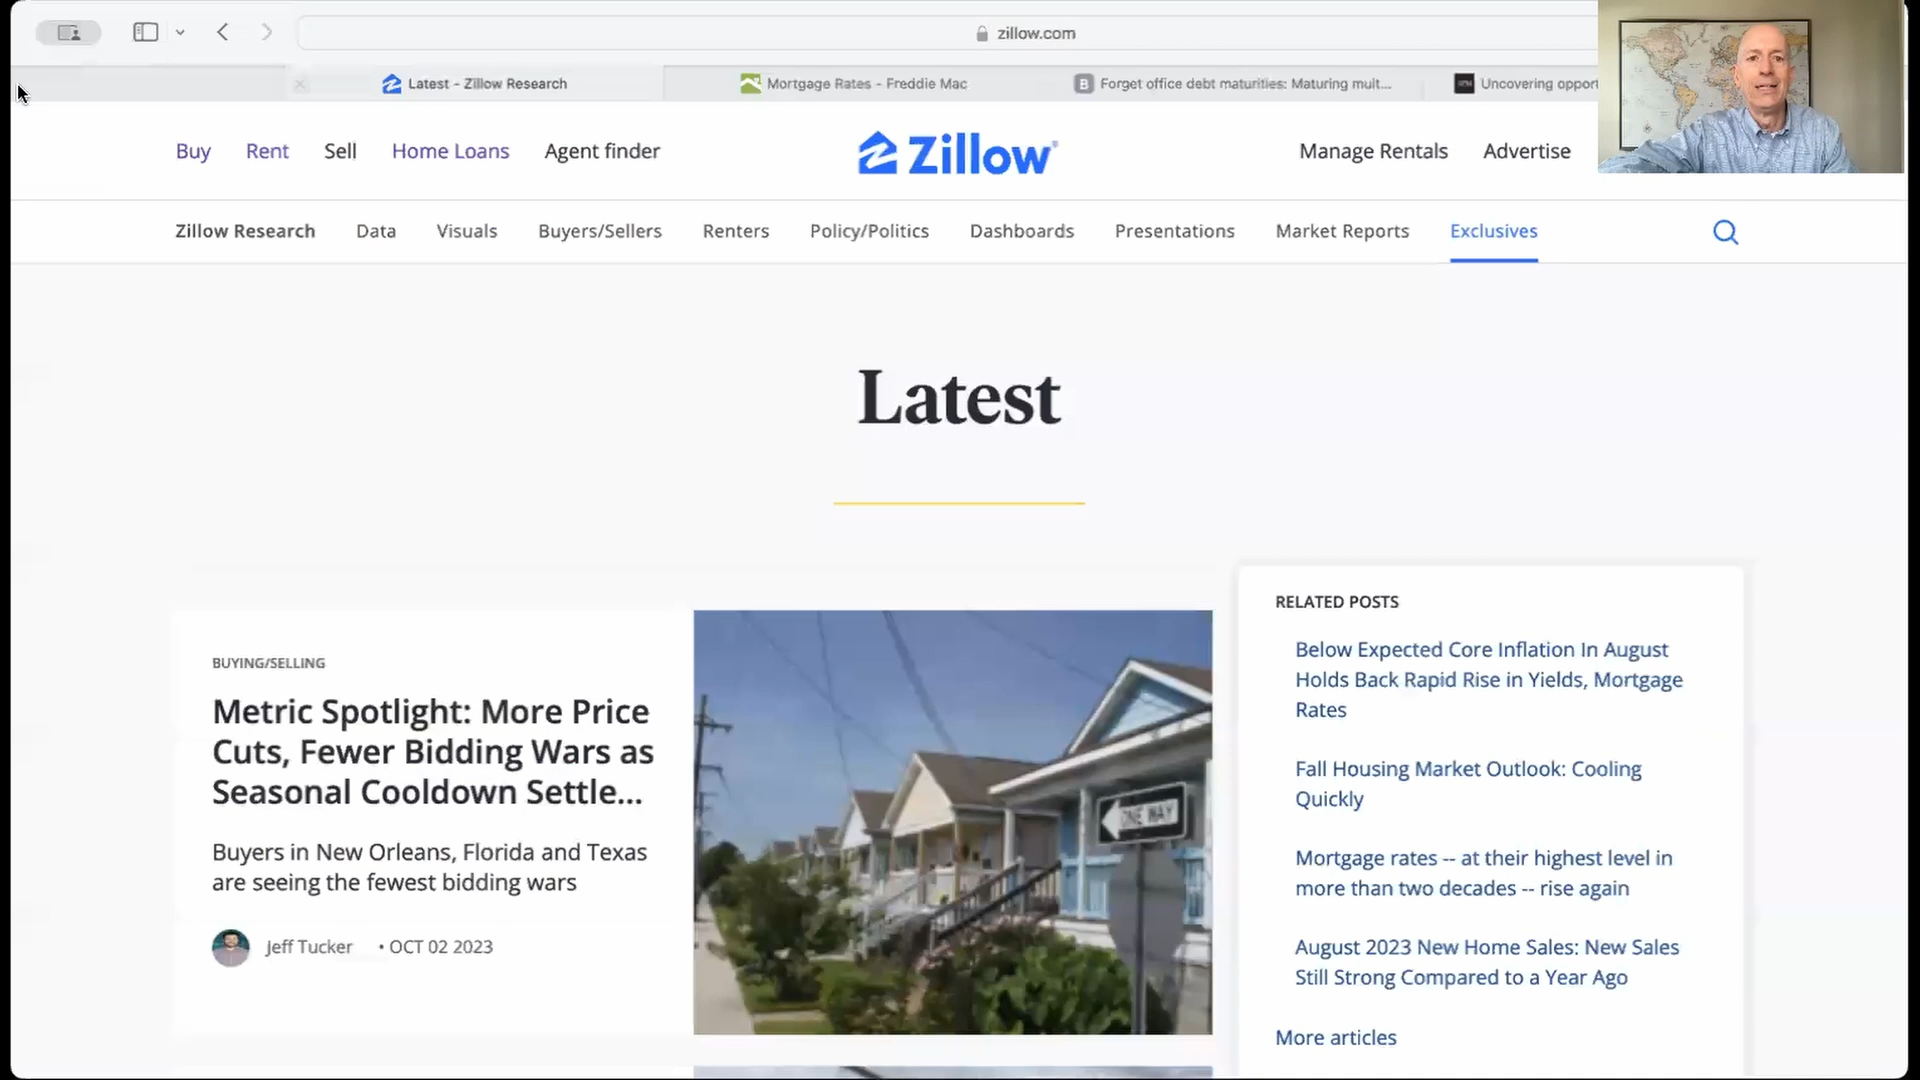 zillow.com
Latest - Zillow Research
Mortgage Rates - Freddie Mac
B Forget office debt maturities: Maturing mult...
Uncovering opport
Buy Rent Sell Home Loans Agent finder
Zillow
Manage Rentals Advertise
Zillow Research Data Visuals Buyers/Sellers Renters Policy/Politics Dashboards Presentations Market Reports Exclusives
Latest
BUYING/SELLING
Metric Spotlight: More Price
Cuts, Fewer Bidding Wars as
Seasonal Cooldown Settle...
Buyers in New Orleans, Florida and Texas
are seeing the fewest bidding wars
Jeff Tucker • OCT 02 2023
ONE WAY
RELATED POSTS
Below Expected Core Inflation In August
Holds Back Rapid Rise in Yields, Mortgage
Rates
Fall Housing Market Outlook: Cooling
Quickly
Mortgage rates -- at their highest level in
more than two decades -- rise again
August 2023 New Home Sales: New Sales
Still Strong Compared to a Year Ago
More articles